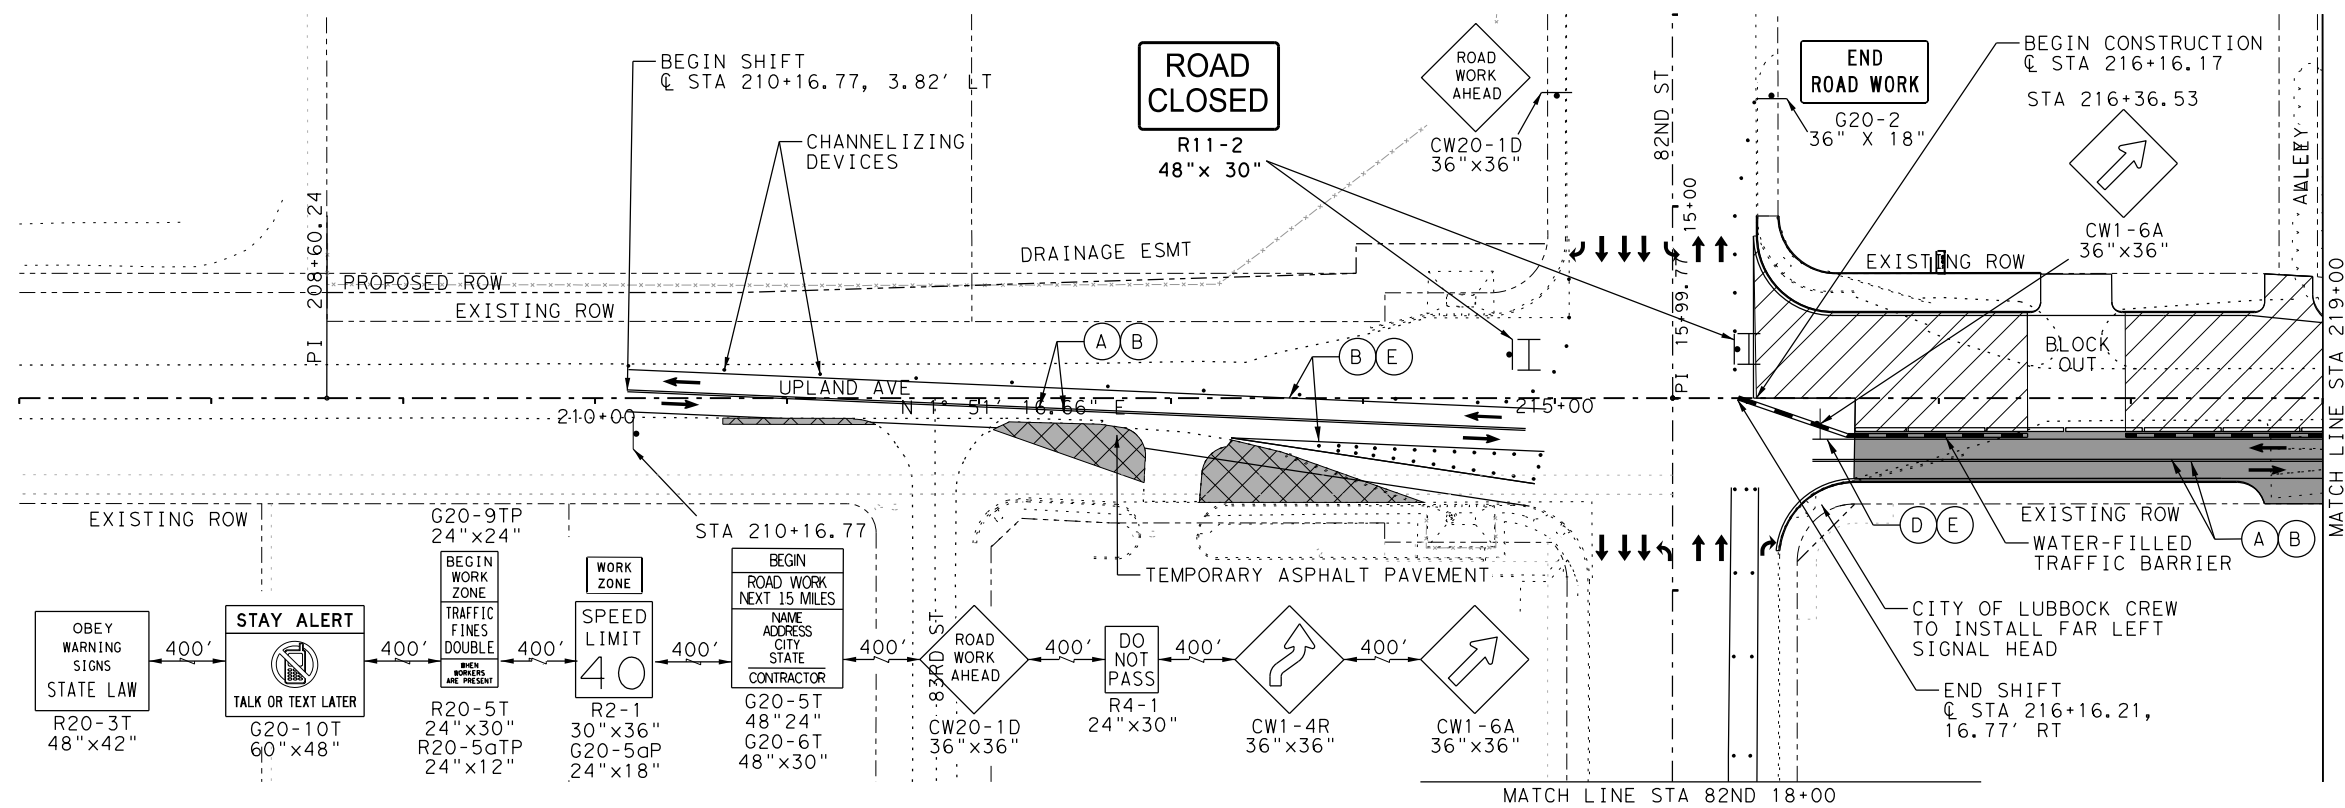 BEGIN SHIFT
℄ STA 210+16.77, 3.82' LT
CHANNELIZING
DEVICES
ROAD
CLOSED
R11-2
48"x 30"
ROAD
WORK
AHEAD
CW20-1D
36"x36"
82ND ST
15+00
PI 15+99.77
END
ROAD WORK
G20-2
36" X 18"
BEGIN CONSTRUCTION
℄ STA 216+16.17
STA 216+36.53
CW1-6A
36"x36"
ALLEY
EXISTING ROW
PI 208+60.24
PROPOSED ROW
EXISTING ROW
DRAINAGE ESMT
A B
B E
UPLAND AVE
N 1° 51' 16.66" E
210+00
215+00
BLOCK
OUT
MATCH LINE STA 219+00
EXISTING ROW
STA 210+16.77
TEMPORARY ASPHALT PAVEMENT
D E
EXISTING ROW
WATER-FILLED
TRAFFIC BARRIER
A B
CITY OF LUBBOCK CREW
TO INSTALL FAR LEFT
SIGNAL HEAD
END SHIFT
℄ STA 216+16.21,
16.77' RT
83RD ST
OBEY
WARNING
SIGNS
STATE LAW
R20-3T
48"x42"
400'
STAY ALERT
TALK OR TEXT LATER
G20-10T
60"x48"
400'
G20-9TP
24"x24"
BEGIN
WORK
ZONE
TRAFFIC
FINES
DOUBLE
WHEN
WORKERS
ARE PRESENT
R20-5T
24"x30"
R20-5aTP
24"x12"
400'
WORK
ZONE
SPEED
LIMIT
40
R2-1
30"x36"
G20-5aP
24"x18"
400'
BEGIN
ROAD WORK
NEXT 15 MILES
NAME
ADDRESS
CITY
STATE
CONTRACTOR
G20-5T
48"24"
G20-6T
48"x30"
400'
ROAD
WORK
AHEAD
CW20-1D
36"x36"
400'
DO
NOT
PASS
R4-1
24"x30"
400'
CW1-4R
36"x36"
400'
CW1-6A
36"x36"
MATCH LINE STA 82ND 18+00